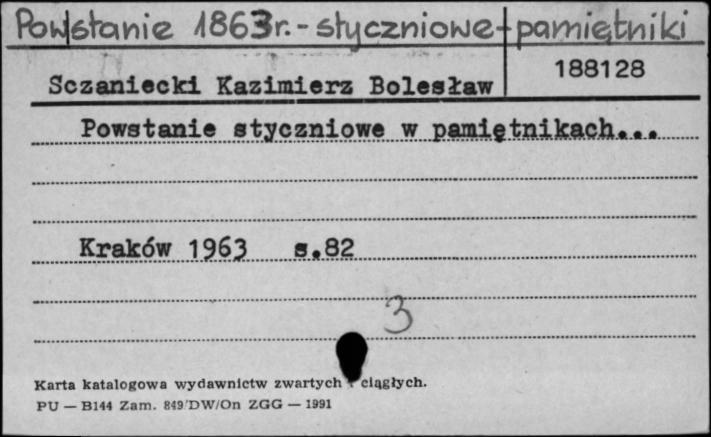 Powstanie 1863r. - styczniowe - pamiętniki
188128
Sczaniecki Kazimierz Bolesław
Powstanie styczniowe w pamiętnikach...
Kraków 1963 s.82
3
Karta katalogowa wydawnictw zwartych ciągłych.
PU — B144 Zam. 849/DW/On ZGG — 1991